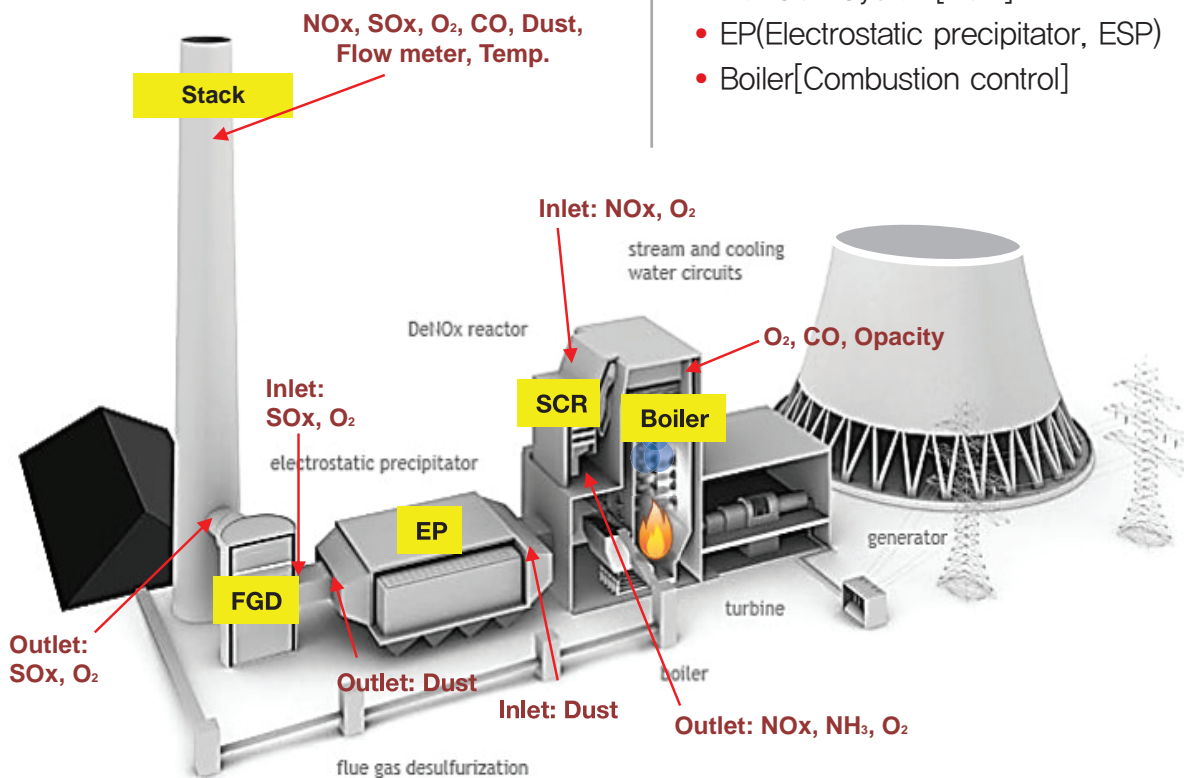 • EP(Electrostatic precipitator, ESP)
• Boiler[Combustion control]
NOx, SOx, O₂, CO, Dust,
Flow meter, Temp.
Stack
Inlet: NOx, O₂
stream and cooling
water circuits
DeNOx reactor
O₂, CO, Opacity
Inlet:
SOx, O₂
SCR
Boiler
electrostatic precipitator
EP
generator
FGD
turbine
Outlet:
SOx, O₂
Outlet: Dust
boiler
Inlet: Dust
Outlet: NOx, NH₃, O₂
flue gas desulfurization